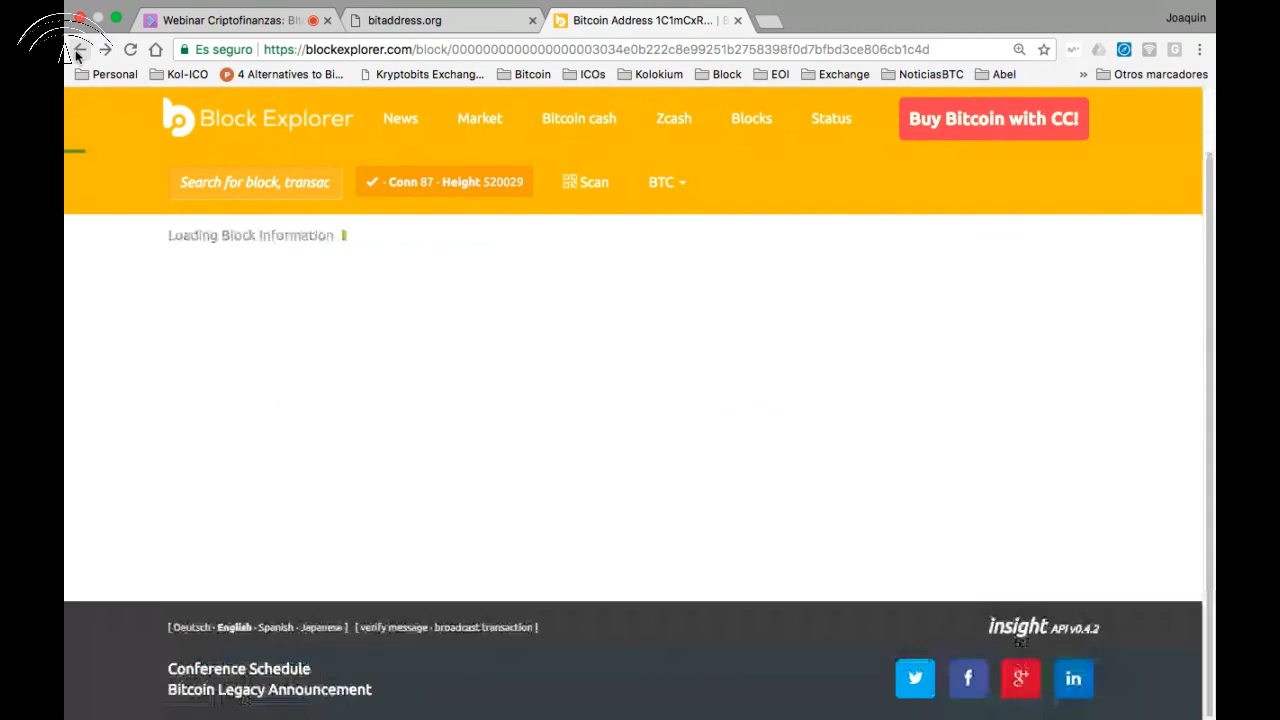 Webinar Criptofinanzas: Blt
bitaddress.org
Bitcoin Address 1C1mCxR... | B
Joaquin
Es seguro
https://blockexplorer.com/block/0000000000000000003034e0b222c8e99251b2758398f0d7bfbd3ce806cb1c4d
Personal
Kol-ICO
4 Alternatives to Bi...
Kryptobits Exchang...
Bitcoin
ICOs
Kolokium
Block
EOI
Exchange
NoticiasBTC
Abel
»
Otros marcadores
Block Explorer
News
Market
Bitcoin cash
Zcash
Blocks
Status
Buy Bitcoin with CC!
Search for block, transac
· Conn 87 · Height 520029
Scan
BTC
Loading Block Information
[ Deutsch · English · Spanish · Japanese ] [ verify message · broadcast transaction ]
insight API v0.4.2
Conference Schedule
Bitcoin Legacy Announcement